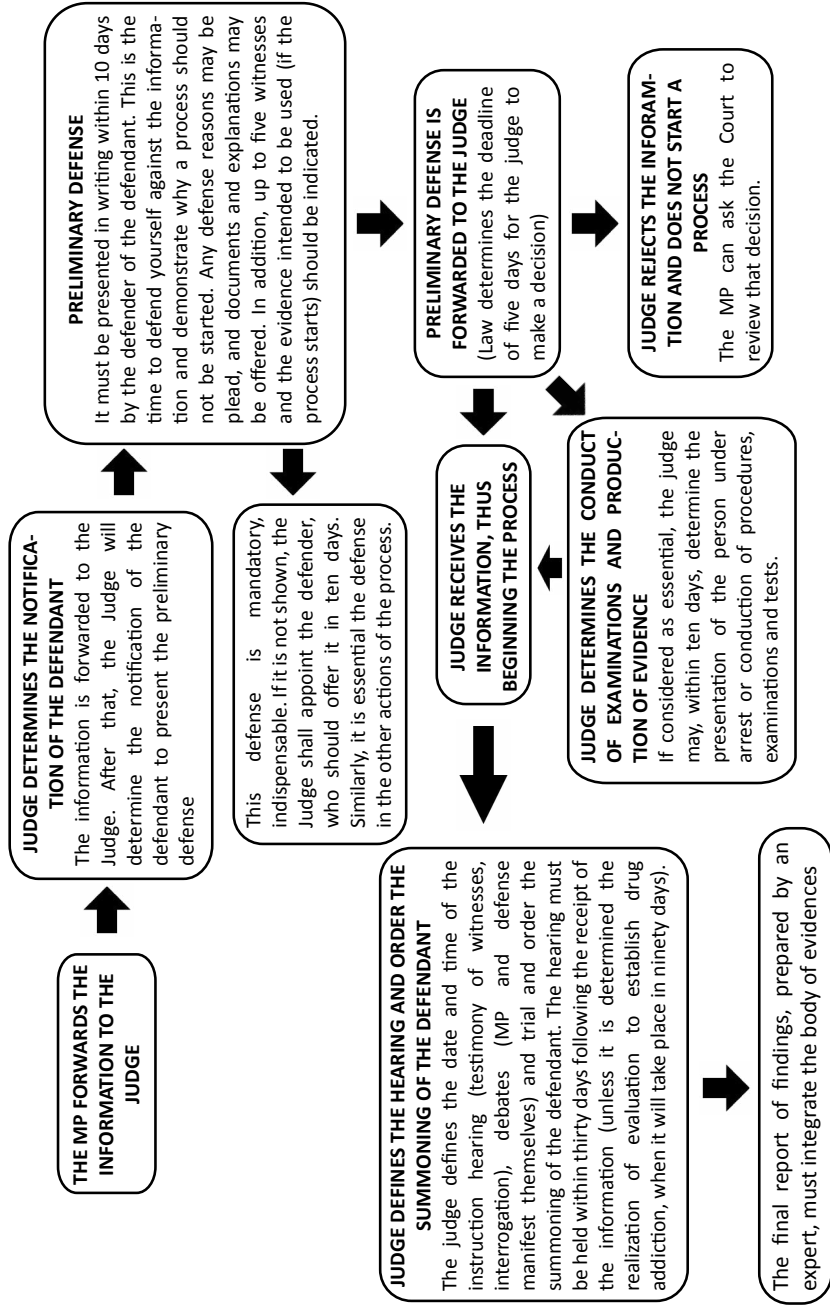 THE MP FORWARDS THE
INFORMATION TO THE
JUDGE
JUDGE DETERMINES THE NOTIFICA-
TION OF THE DEFENDANT
The information is forwarded to the
Judge. After that, the Judge will
determine the notification of the
defendant to present the preliminary
defense
PRELIMINARY DEFENSE
It must be presented in writing within 10 days
by the defender of the defendant. This is the
time to defend yourself against the informa-
tion and demonstrate why a process should
not be started. Any defense reasons may be
plead, and documents and explanations may
be offered. In addition, up to five witnesses
and the evidence intended to be used (if the
process starts) should be indicated.
This defense is mandatory,
indispensable. If it is not shown, the
Judge shall appoint the defender,
who should offer it in ten days.
Similarly, it is essential the defense
in the other actions of the process.
PRELIMINARY DEFENSE IS
FORWARDED TO THE JUDGE
(Law determines the deadline
of five days for the judge to
make a decision)
JUDGE RECEIVES THE
INFORMATION, THUS
BEGINNING THE PROCESS
JUDGE DETERMINES THE CONDUCT
OF EXAMINATIONS AND PRODUC-
TION OF EVIDENCE
If considered as essential, the judge
may, within ten days, determine the
presentation of the person under
arrest or conduction of procedures,
examinations and tests.
JUDGE REJECTS THE INFORAM-
TION AND DOES NOT START A
PROCESS
The MP can ask the Court to
review that decision.
JUDGE DEFINES THE HEARING AND ORDER THE
SUMMONING OF THE DEFENDANT
The judge defines the date and time of the
instruction hearing (testimony of witnesses,
interrogation), debates (MP and defense
manifest themselves) and trial and order the
summoning of the defendant. The hearing must
be held within thirty days following the receipt of
the information (unless it is determined the
realization of evaluation to establish drug
addiction, when it will take place in ninety days).
The final report of findings, prepared by an
expert, must integrate the body of evidences